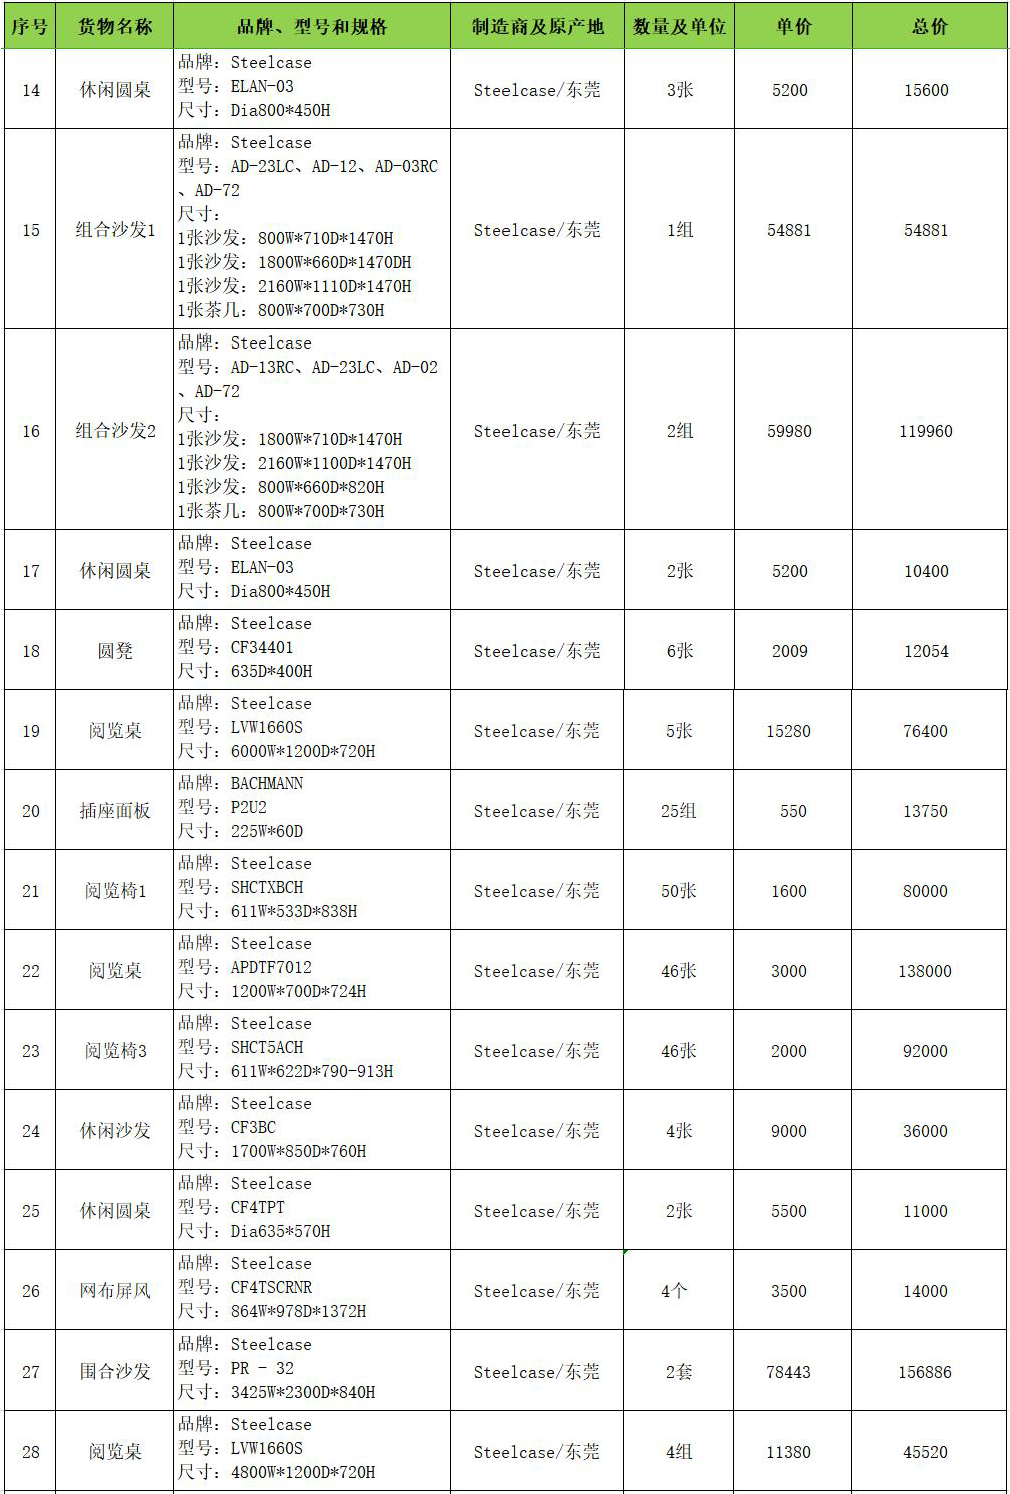 序号 货物名称 品牌、型号和规格 制造商及原产地 数量及单位 单价 总价
14 休闲圆桌 品牌：Steelcase
型号：ELAN-03
尺寸：Dia800*450H Steelcase/东莞 3张 5200 15600
15 组合沙发1 品牌：Steelcase
型号：AD-23LC、AD-12、AD-03RC
、AD-72
尺寸：
1张沙发：800W*710D*1470H
1张沙发：1800W*660D*1470DH
1张沙发：2160W*1110D*1470H
1张茶几：800W*700D*730H Steelcase/东莞 1组 54881 54881
16 组合沙发2 品牌：Steelcase
型号：AD-13RC、AD-23LC、AD-02
、AD-72
尺寸：
1张沙发：1800W*710D*1470H
1张沙发：2160W*1100D*1470H
1张沙发：800W*660D*820H
1张茶几：800W*700D*730H Steelcase/东莞 2组 59980 119960
17 休闲圆桌 品牌：Steelcase
型号：ELAN-03
尺寸：Dia800*450H Steelcase/东莞 2张 5200 10400
18 圆凳 品牌：Steelcase
型号：CF34401
尺寸：635D*400H Steelcase/东莞 6张 2009 12054
19 阅览桌 品牌：Steelcase
型号：LVW1660S
尺寸：6000W*1200D*720H Steelcase/东莞 5张 15280 76400
20 插座面板 品牌：BACHMANN
型号：P2U2
尺寸：225W*60D Steelcase/东莞 25组 550 13750
21 阅览椅1 品牌：Steelcase
型号：SHCTXBCH
尺寸：611W*533D*838H Steelcase/东莞 50张 1600 80000
22 阅览桌 品牌：Steelcase
型号：APDTF7012
尺寸：1200W*700D*724H Steelcase/东莞 46张 3000 138000
23 阅览椅3 品牌：Steelcase
型号：SHCT5ACH
尺寸：611W*622D*790-913H Steelcase/东莞 46张 2000 92000
24 休闲沙发 品牌：Steelcase
型号：CF3BC
尺寸：1700W*850D*760H Steelcase/东莞 4张 9000 36000
25 休闲圆桌 品牌：Steelcase
型号：CF4TPT
尺寸：Dia635*570H Steelcase/东莞 2张 5500 11000
26 网布屏风 品牌：Steelcase
型号：CF4TSCRNR
尺寸：864W*978D*1372H Steelcase/东莞 4个 3500 14000
27 围合沙发 品牌：Steelcase
型号：PR - 32
尺寸：3425W*2300D*840H Steelcase/东莞 2套 78443 156886
28 阅览桌 品牌：Steelcase
型号：LVW1660S
尺寸：4800W*1200D*720H Steelcase/东莞 4组 11380 45520